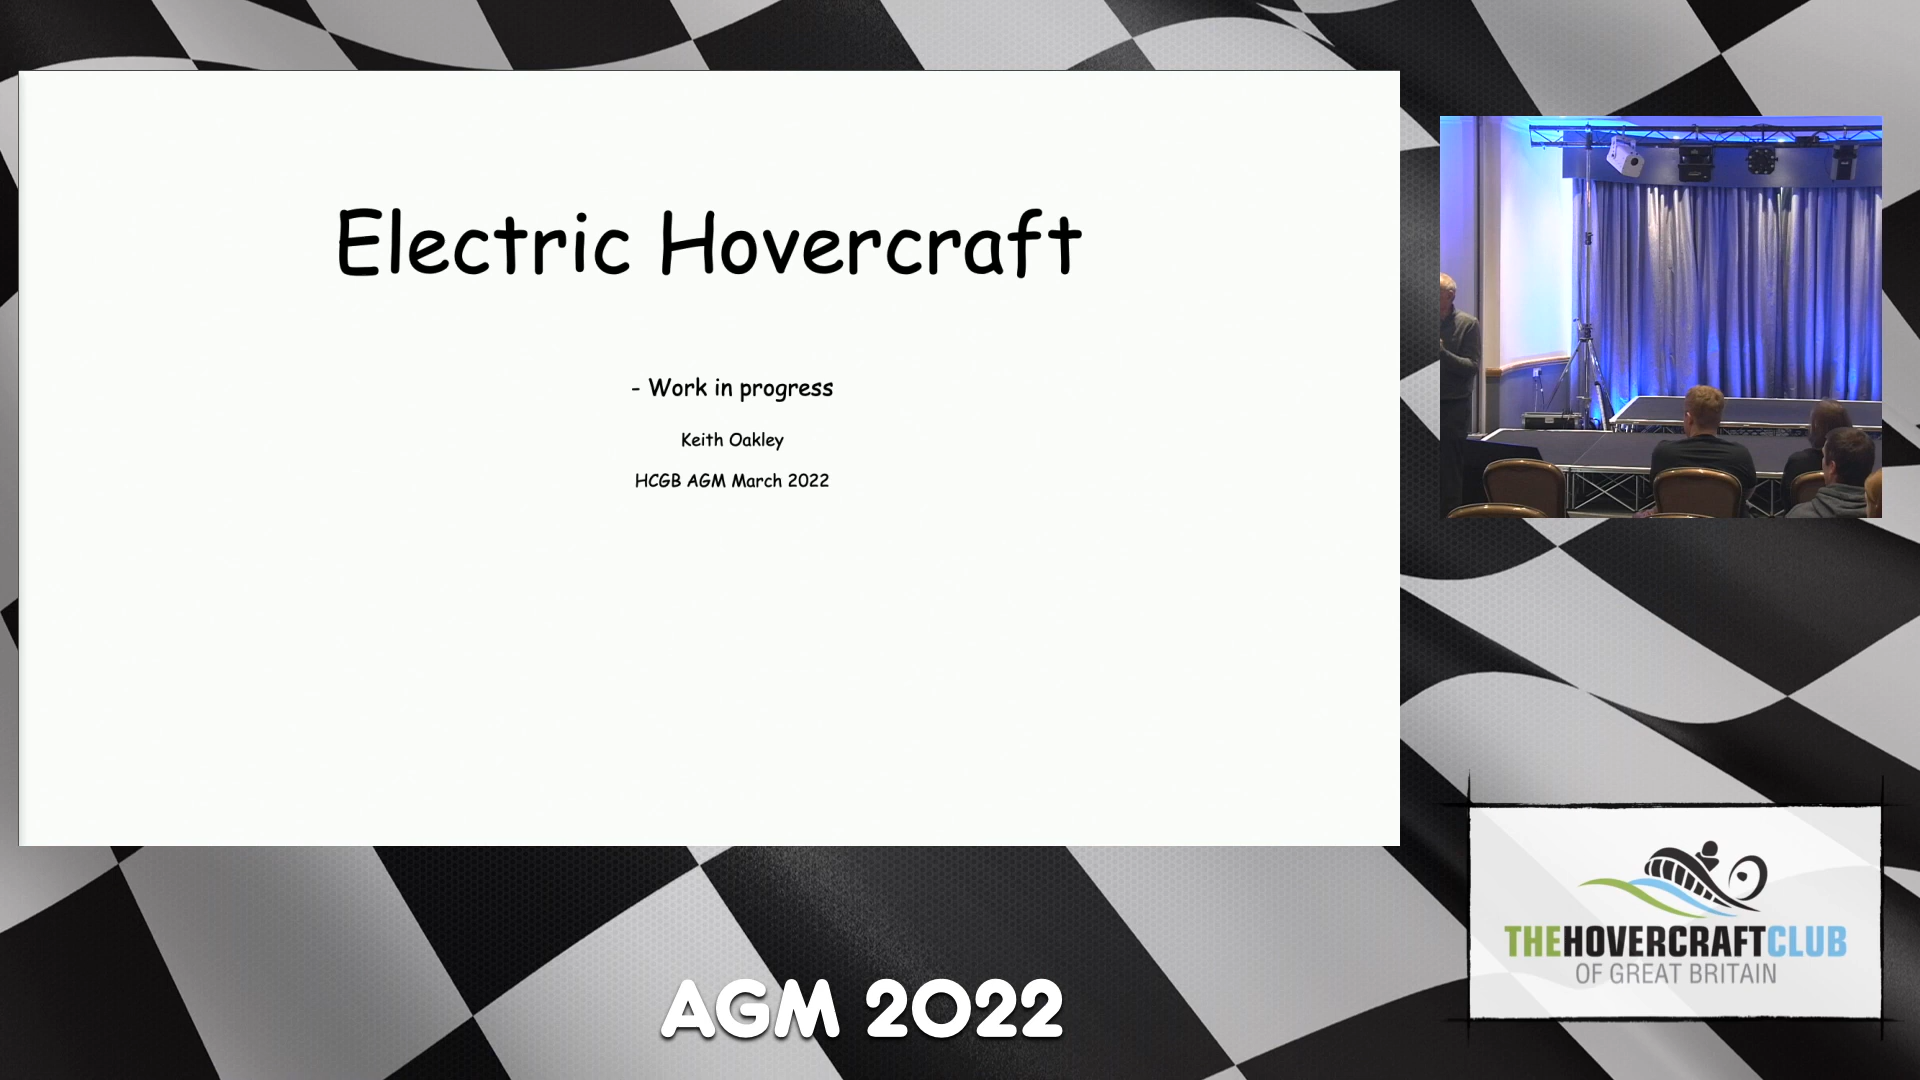 Electric Hovercraft
- Work in progress
Keith Oakley
HCGB AGM March 2022
THEHOVERCRAFTCLUB
OF GREAT BRITAIN
AGM 2022